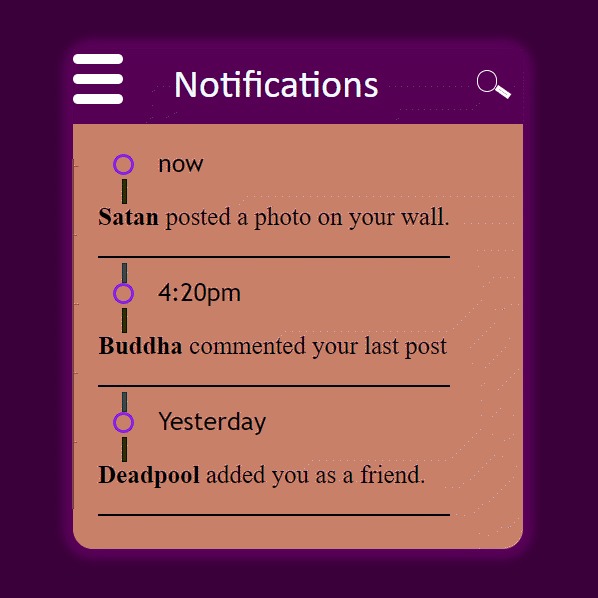 Notifications
now
Satan posted a photo on your wall.
4:20pm
Buddha commented your last post
Yesterday
Deadpool added you as a friend.